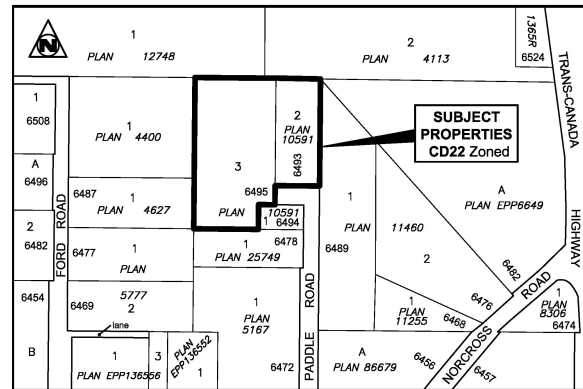 N
1
PLAN 12748
2
PLAN 4113
1365R
6524
TRANS-CANADA
HIGHWAY
1
6508
A
6496
2
6482
6454
B
FORD ROAD
1
PLAN 4400
6487
1
PLAN 4627
6477
1
PLAN
5777
2
6469
lane
1
PLAN EPP136556
3
PLAN
EPP136552
1
3
6495
PLAN 10591
2
PLAN
10591
6493
1
6494
6478
1
PLAN 25749
1
PLAN
5167
6472
PADDLE ROAD
SUBJECT
PROPERTIES
CD22 Zoned
1
6489
11460
PLAN
2
A
PLAN EPP6649
6482
6476
1
PLAN
11255
6468
A
PLAN 86679
6456
NORCROSS ROAD
6457
1
PLAN
8306
6474